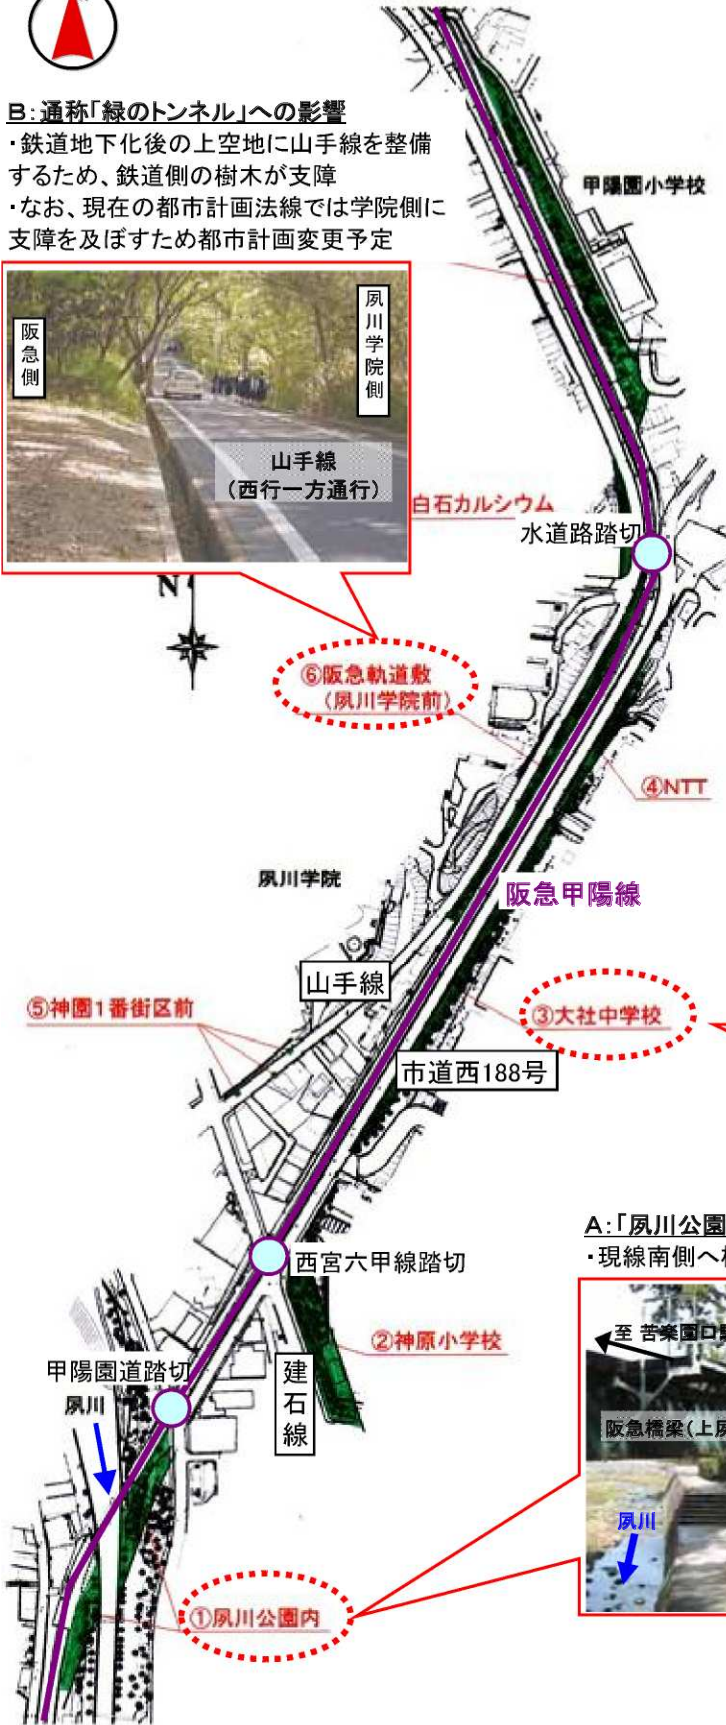 B:通称「緑のトンネル」への影響
・鉄道地下化後の上空地に山手線を整備
するため、鉄道側の樹木が支障
・なお、現在の都市計画法線では学院側に
支障を及ぼすため都市計画変更予定
甲陽園小学校
阪急側
夙川学院側
山手線
(西行一方通行)
白石カルシウム
水道路踏切
N
⑥阪急軌道敷
(夙川学院前)
④NTT
夙川学院
阪急甲陽線
山手線
⑤神園1番街区前
③大社中学校
市道西188号
A:「夙川公園
・現線南側へ
西宮六甲線踏切
至 苦楽園口
②神原小学校
甲陽園道踏切
建石線
夙川
阪急橋梁(上
夙川
①夙川公園内